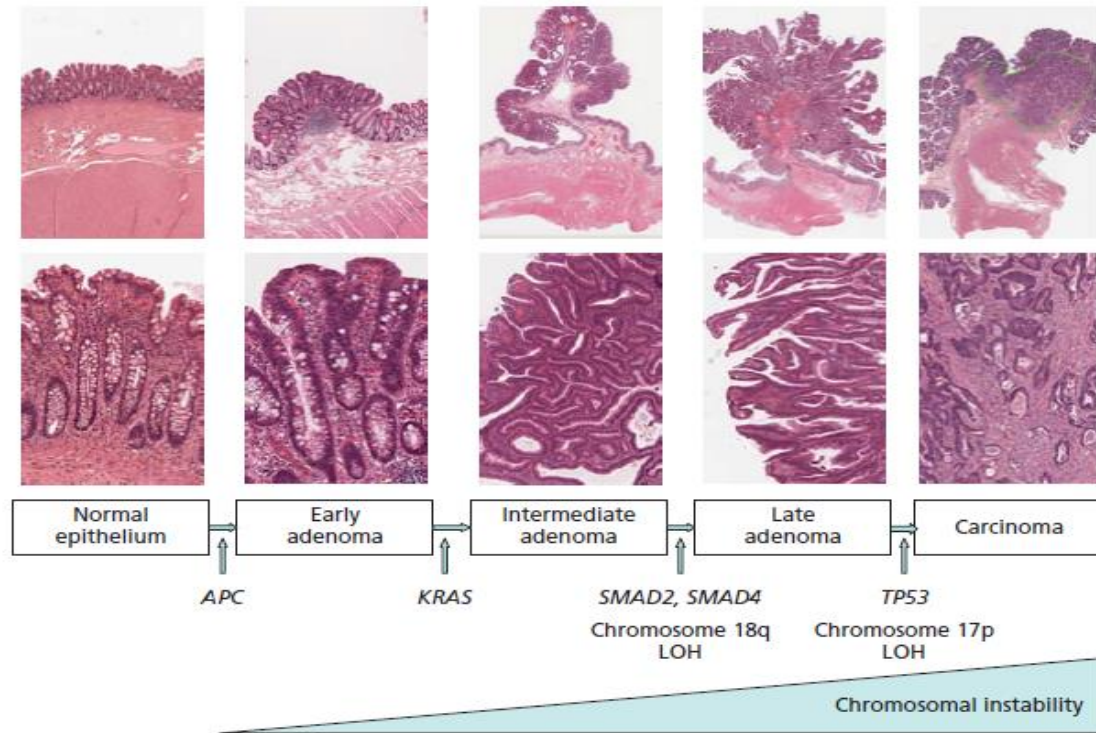 Normal
epithelium
Early
adenoma
Intermediate
adenoma
Late
adenoma
Carcinoma
APC
KRAS
SMAD2, SMAD4
Chromosome 18q
LOH
TP53
Chromosome 17p
LOH
Chromosomal instability